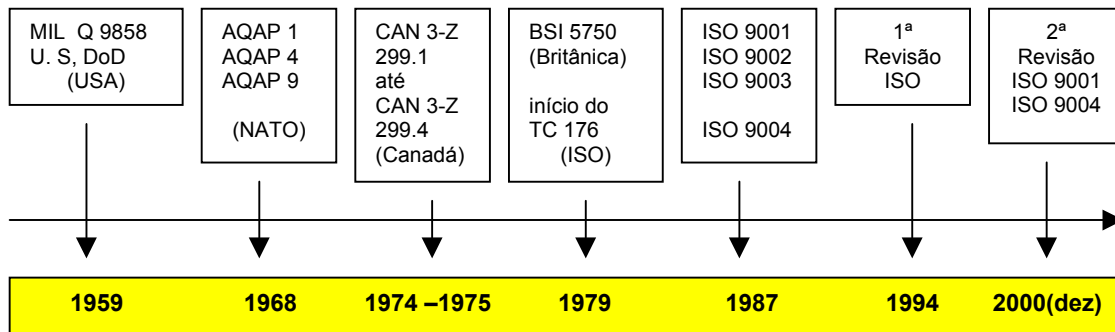 MIL Q 9858
U. S, DoD
(USA)
AQAP 1
AQAP 4
AQAP 9
(NATO)
CAN 3-Z
299.1
até
CAN 3-Z
299.4
(Canadá)
BSI 5750
(Britânica)
início do
TC 176
(ISO)
ISO 9001
ISO 9002
ISO 9003
ISO 9004
1ª
Revisão
ISO
2ª
Revisão
ISO 9001
ISO 9004
1959
1968
1974 –1975
1979
1987
1994
2000(dez)